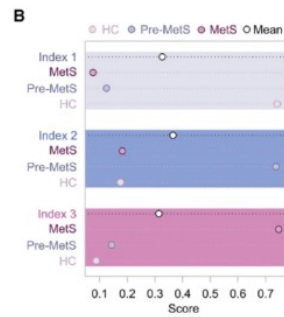 B
HC Pre-MetS MetS Mean
Index 1
MetS
Pre-MetS
HC
Index 2
MetS
Pre-MetS
HC
Index 3
MetS
Pre-MetS
HC
0.1 0.2 0.3 0.4 0.5 0.6 0.7
Score